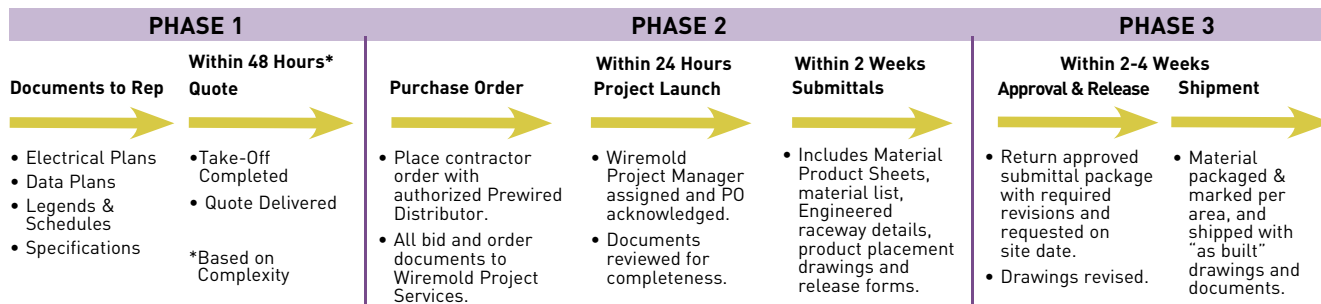 PHASE 1
PHASE 2
PHASE 3
Documents to Rep
• Electrical Plans
• Data Plans
• Legends &
Schedules
• Specifications
Within 48 Hours*
Quote
•Take-Off
Completed
• Quote Delivered
*Based on
Complexity
Purchase Order
• Place contractor
order with
authorized Prewired
Distributor.
• All bid and order
documents to
Wiremold Project
Services.
Within 24 Hours
Project Launch
• Wiremold
Project Manager
assigned and PO
acknowledged.
• Documents
reviewed for
completeness.
Within 2 Weeks
Submittals
• Includes Material
Product Sheets,
material list,
Engineered
raceway details,
product placement
drawings and
release forms.
Within 2-4 Weeks
Approval & Release
• Return approved
submittal package
with required
revisions and
requested on
site date.
• Drawings revised.
Shipment
• Material
packaged &
marked per
area, and
shipped with
“as built”
drawings and
documents.